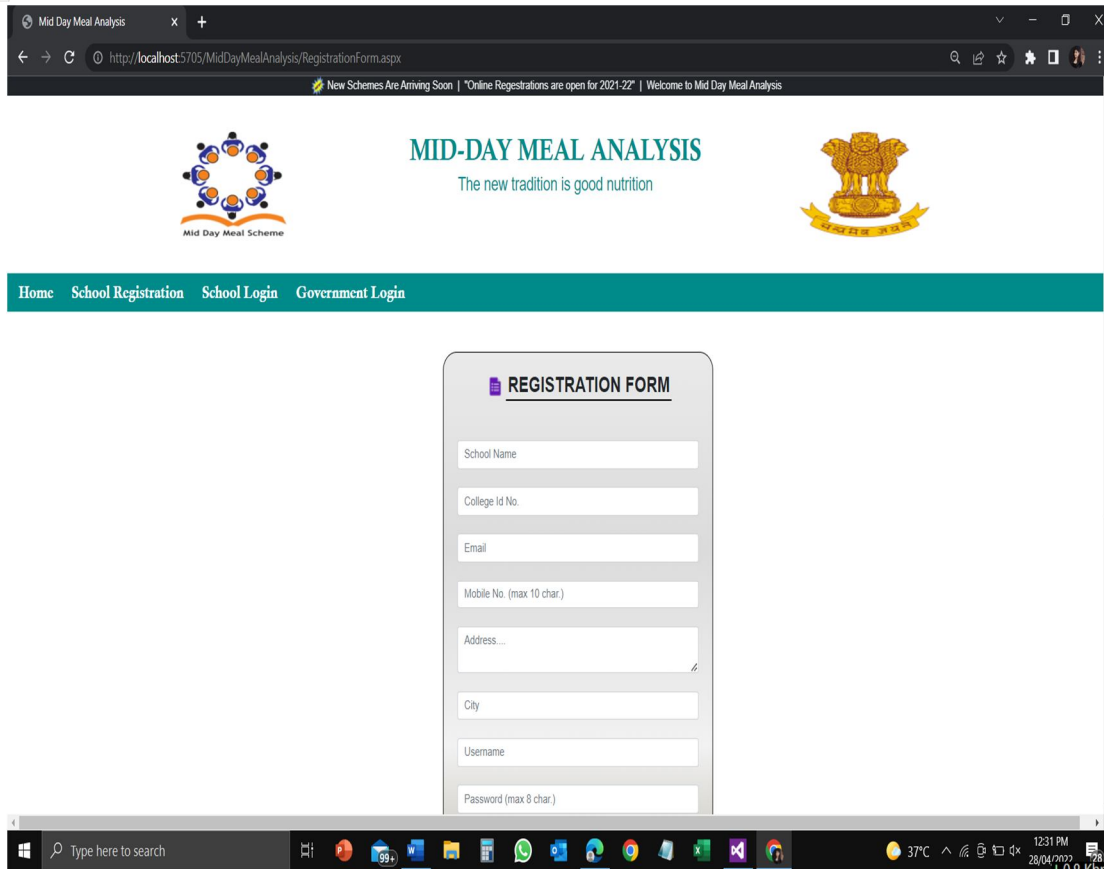 Mid Day Meal Analysis
http://localhost:5705/MidDayMealAnalysis/RegistrationForm.aspx
New Schemes Are Arriving Soon | "Online Regestrations are open for 2021-22" | Welcome to Mid Day Meal Analysis
MID-DAY MEAL ANALYSIS
The new tradition is good nutrition
Mid Day Meal Scheme
सत्यमेव जयते
Home School Registration School Login Government Login
REGISTRATION FORM
School Name
College Id No.
Email
Mobile No. (max 10 char.)
Address....
City
Username
Password (max 8 char.)
Type here to search
99+
37°C
12:31 PM
28/04/2022
28